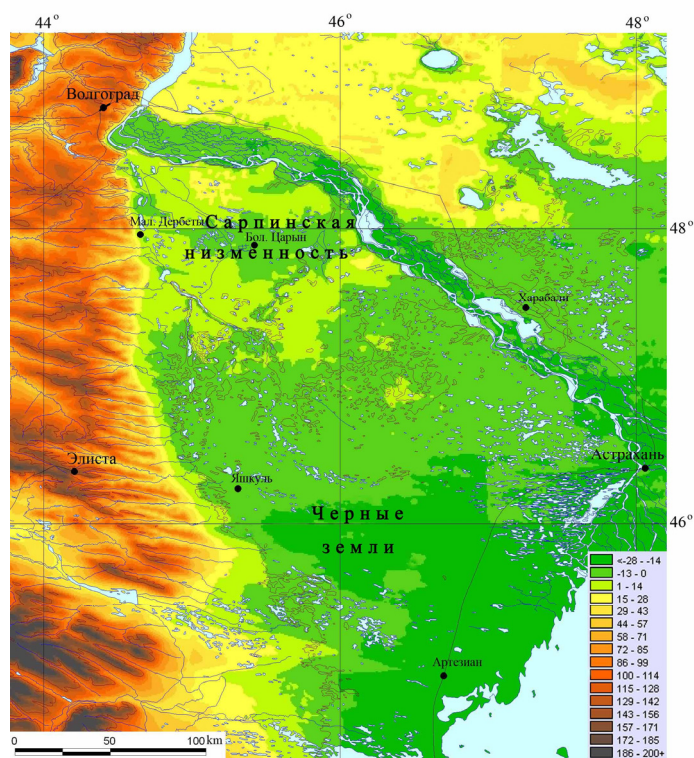 44°
46°
48°
Волгоград
Мал. Дербеты
Сарпинская
48°
Бол. Царын
низменность
Харабали
Элиста
Астрахань
Яшкуль
Черные
46°
земли
<-28 - -14
-13 - 0
1 - 14
15 - 28
29 - 43
44 - 57
58 - 71
72 - 85
86 - 99
100 - 114
115 - 128
129 - 142
143 - 156
157 - 171
172 - 185
186 - 200+
Артезиан
0 50 100 km